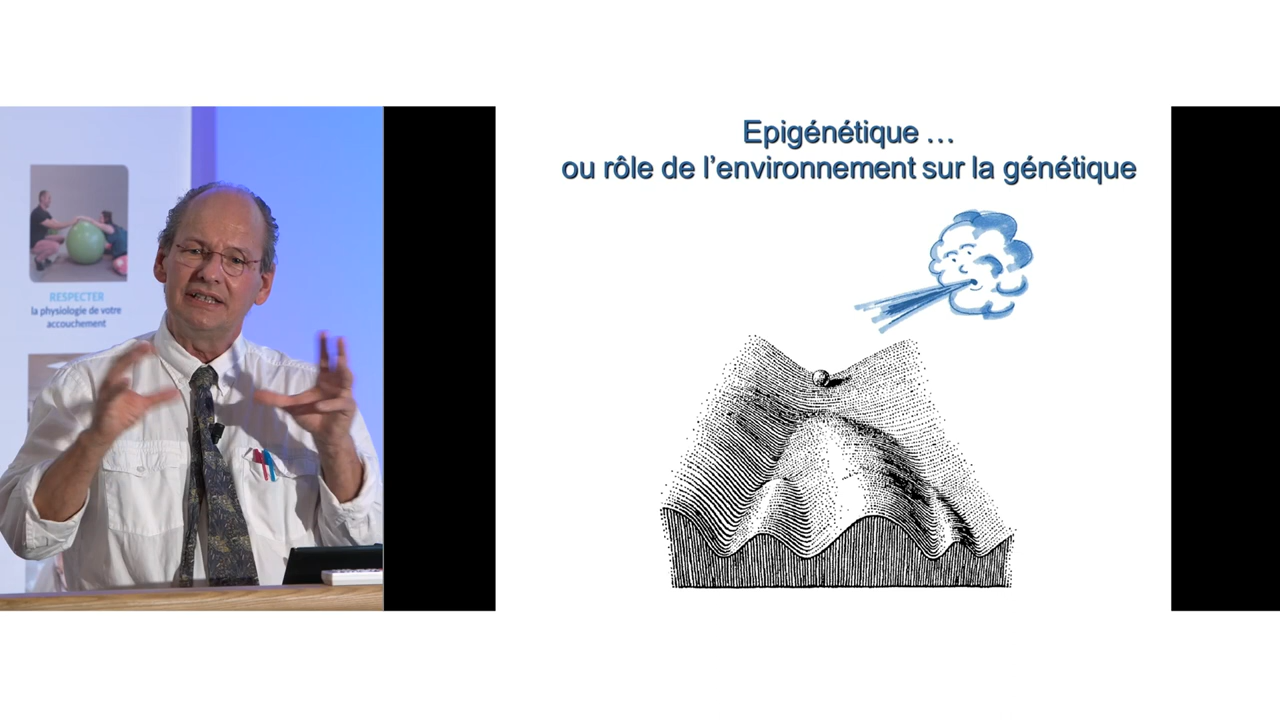 RESPECTER
la physiologie de votre
accouchement
Epigénétique ...
ou rôle de l’environnement sur la génétique